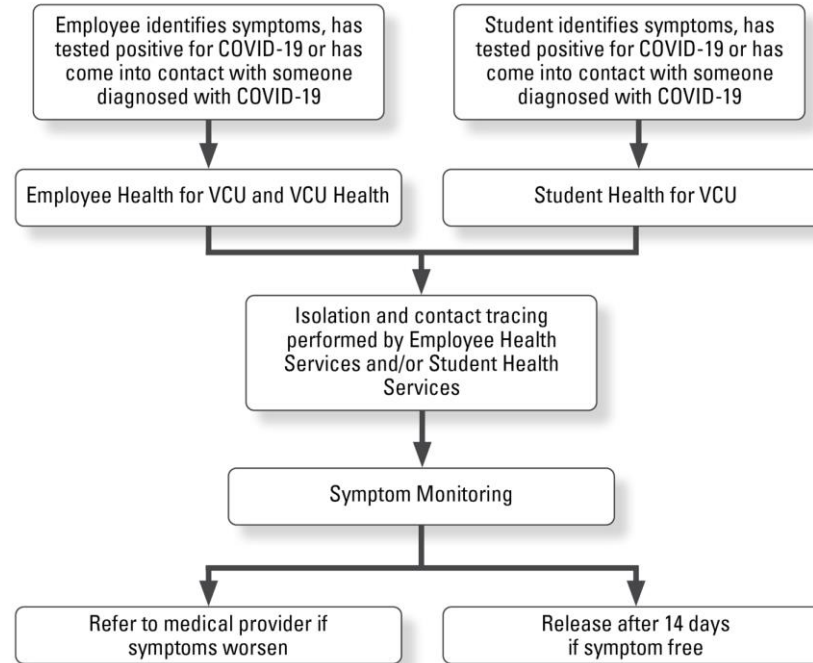 Employee identifies symptoms, has
tested positive for COVID-19 or has
come into contact with someone
diagnosed with COVID-19
Student identifies symptoms, has
tested positive for COVID-19 or has
come into contact with someone
diagnosed with COVID-19
Employee Health for VCU and VCU Health
Student Health for VCU
Isolation and contact tracing
performed by Employee Health
Services and/or Student Health
Services
Symptom Monitoring
Refer to medical provider if
symptoms worsen
Release after 14 days
if symptom free